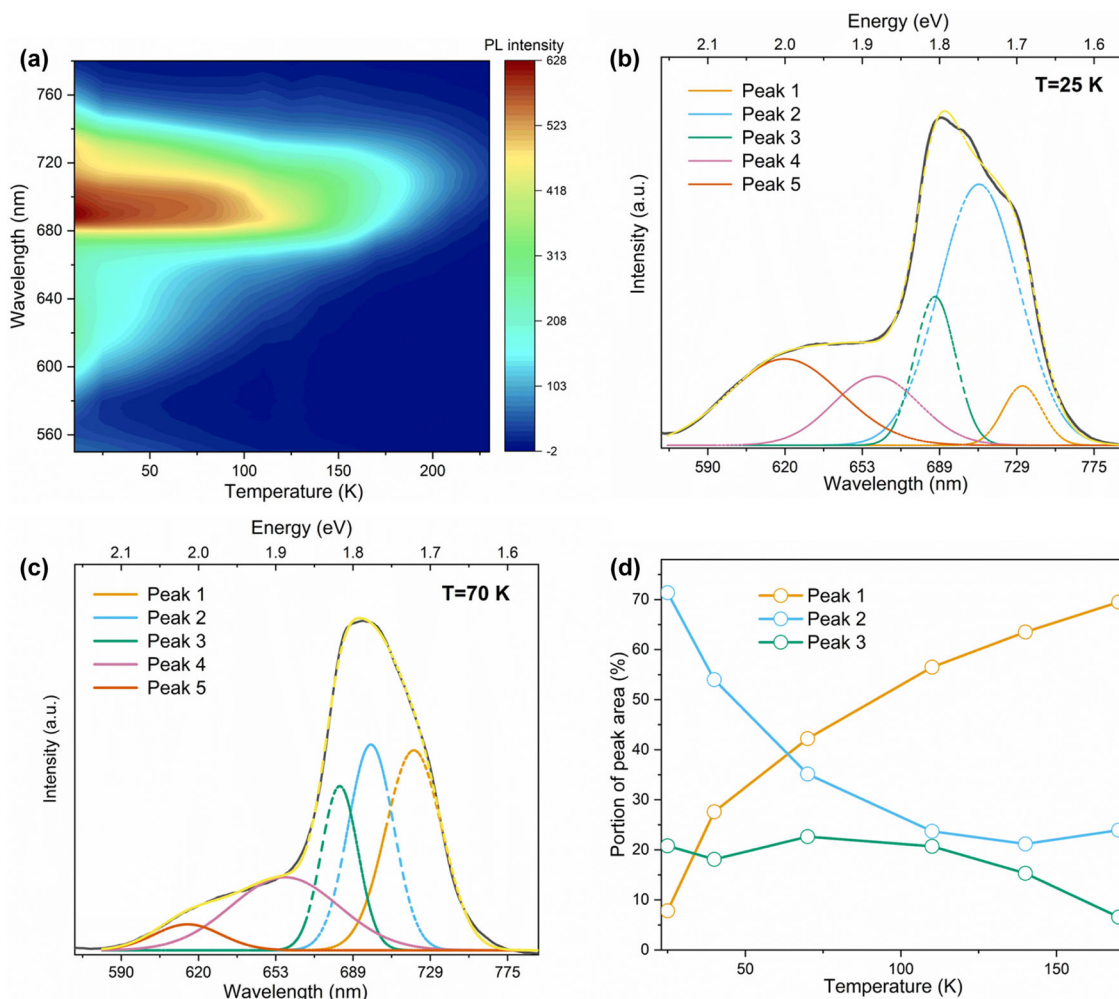 (a)
PL intensity
628
523
418
313
208
103
-2
760
720
680
640
600
560
Wavelength (nm)
50
100
150
200
Temperature (K)
(b)
Energy (eV)
2.1
2.0
1.9
1.8
1.7
1.6
T=25 K
Peak 1
Peak 2
Peak 3
Peak 4
Peak 5
Intensity (a.u.)
590
620
653
689
729
775
Wavelength (nm)
(c)
Energy (eV)
2.1
2.0
1.9
1.8
1.7
1.6
T=70 K
Peak 1
Peak 2
Peak 3
Peak 4
Peak 5
Intensity (a.u.)
590
620
653
689
729
775
Wavelength (nm)
(d)
Peak 1
Peak 2
Peak 3
70
60
50
40
30
20
10
0
Portion of peak area (%)
50
100
150
Temperature (K)